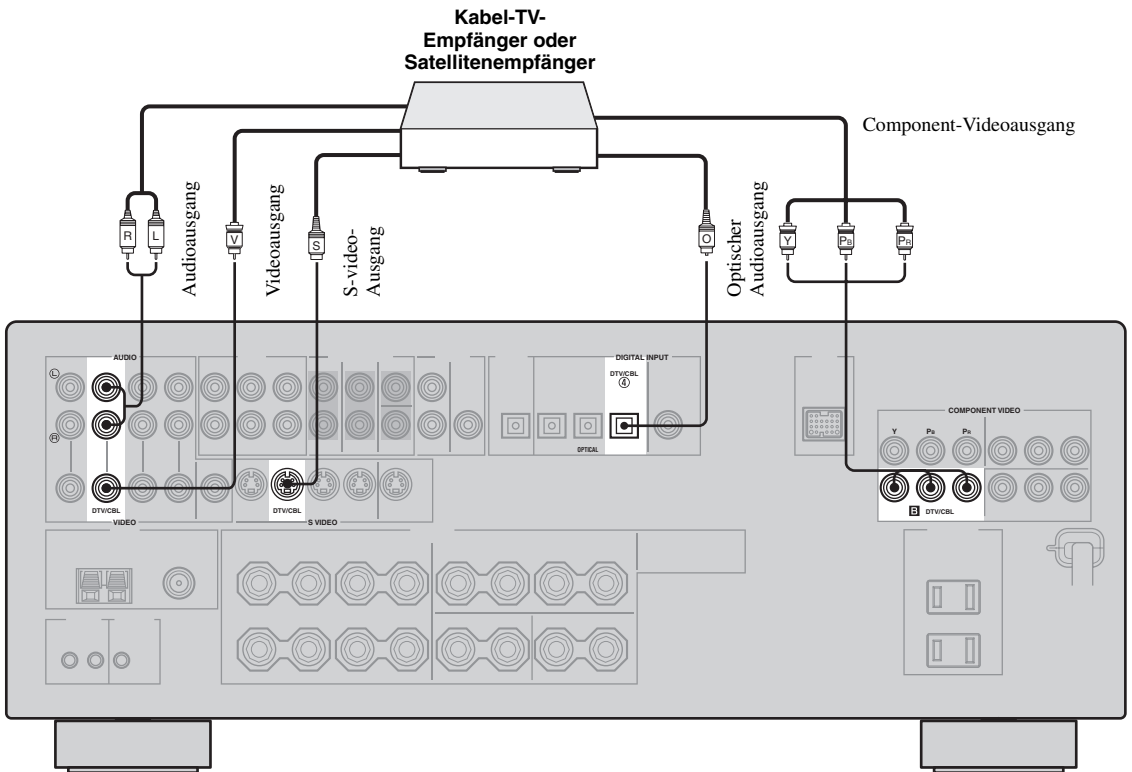 Kabel-TV-
Empfänger oder
Satellitenempfänger
Component-Videoausgang
Audioausgang
Videoausgang
S-video-
Ausgang
Optischer
Audioausgang
R
L
V
S
O
Y
PB
PR
AUDIO
DIGITAL INPUT
DTV/CBL
④
L
R
OPTICAL
COMPONENT VIDEO
Y
PB
PR
DTV/CBL
VIDEO
DTV/CBL
S VIDEO
B DTV/CBL